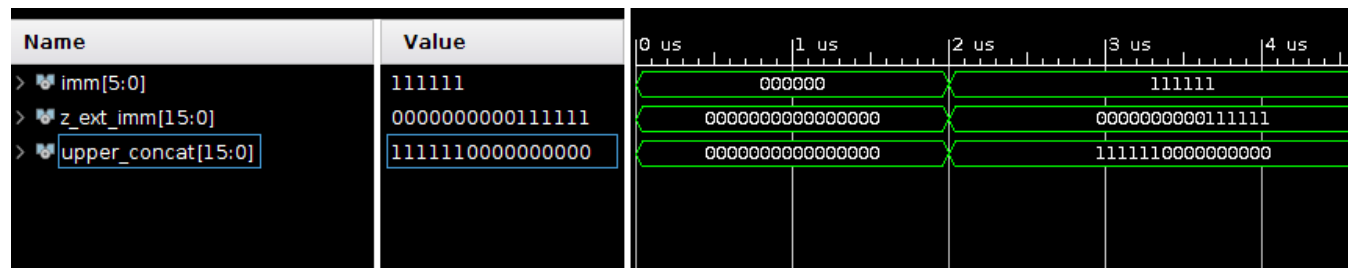 Name Value 0 us 1 us 2 us 3 us 4 us
imm[5:0] 111111 000000 111111
z_ext_imm[15:0] 0000000000111111 0000000000000000 0000000000111111
upper_concat[15:0] 1111110000000000 0000000000000000 1111110000000000